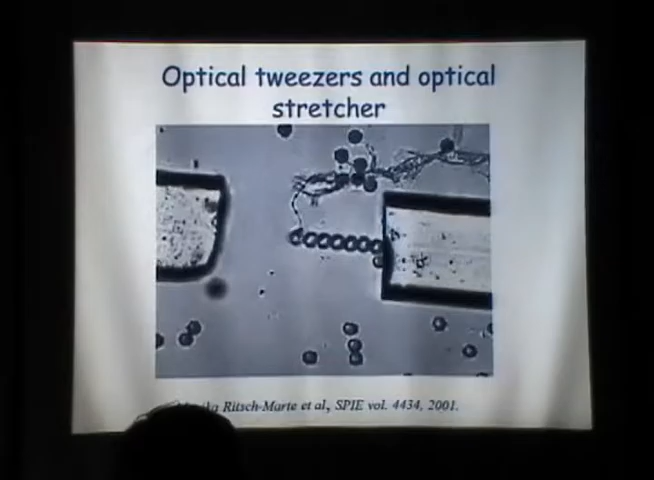 Optical tweezers and optical
stretcher
Ritsch-Marte et al, SPIE vol. 4434, 2001.